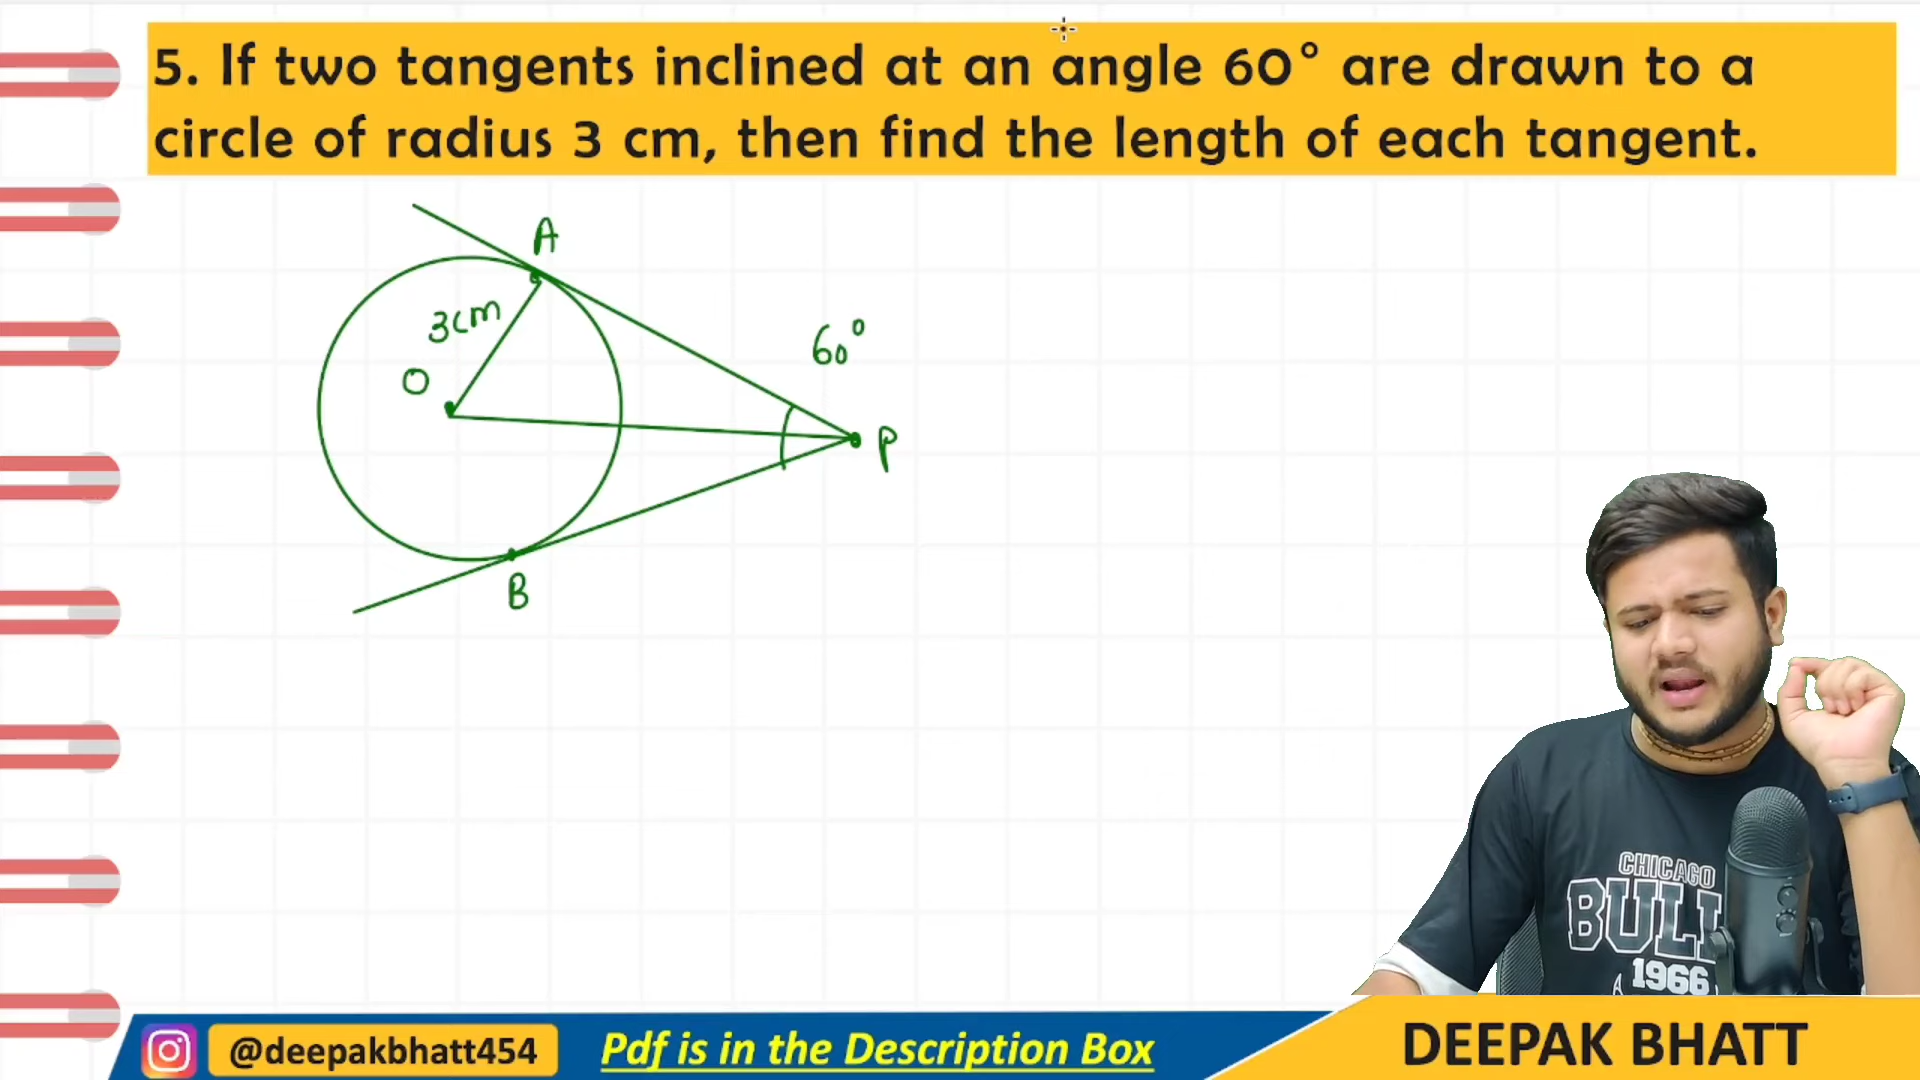 5. If two tangents inclined at an angle 60° are drawn to a
circle of radius 3 cm, then find the length of each tangent.
A
3cm
60°
O
P
B
CHICAGO
BULL
1966
@deepakbhatt454
Pdf is in the Description Box
DEEPAK BHATT